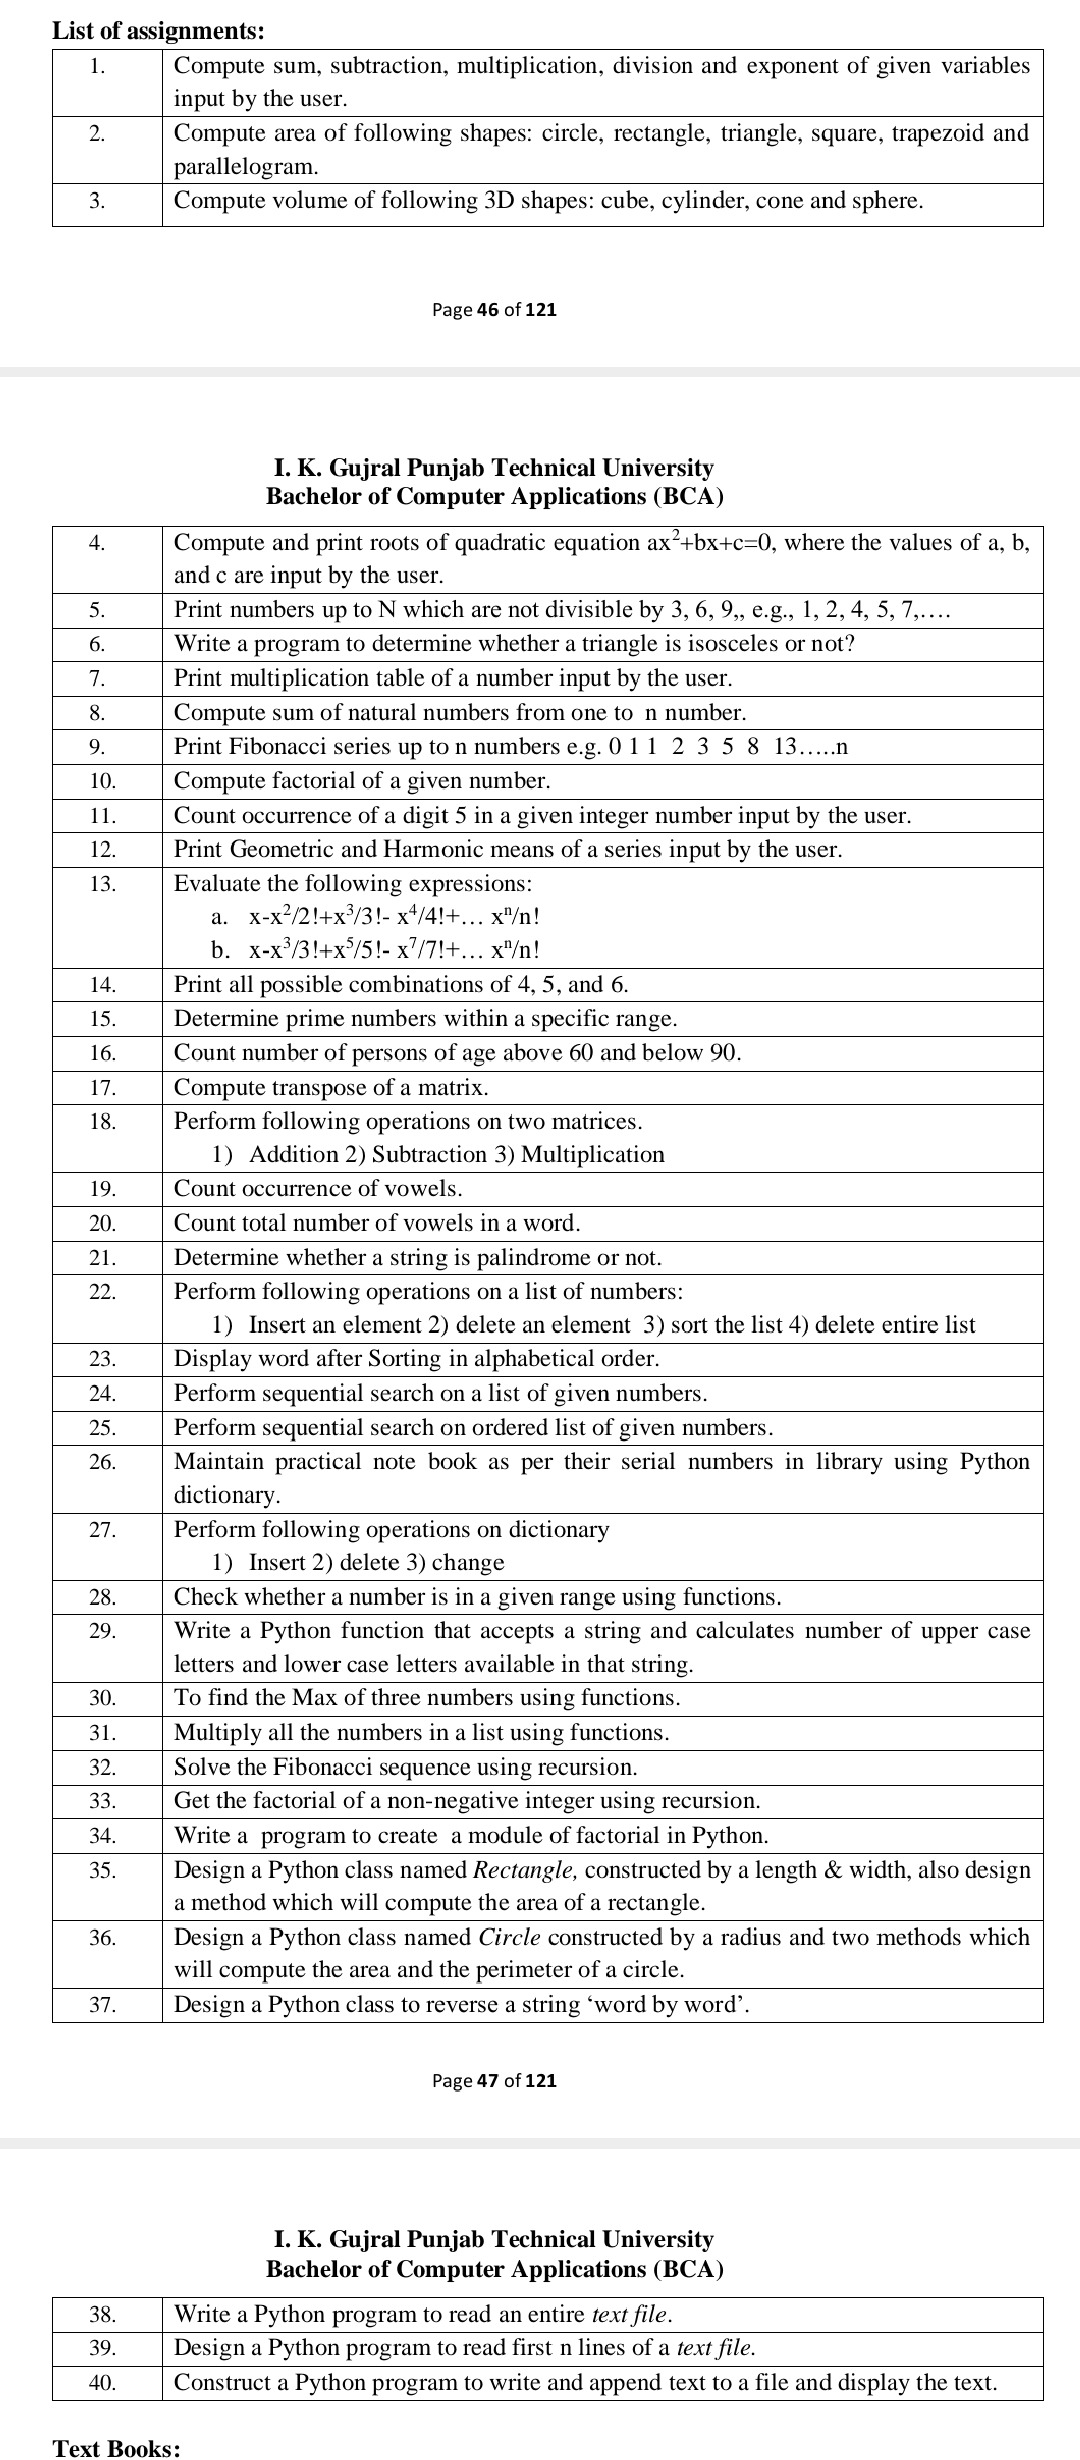 List of assignments:
1. Compute sum, subtraction, multiplication, division and exponent of given variables
input by the user.
2. Compute area of following shapes: circle, rectangle, triangle, square, trapezoid and
parallelogram.
3. Compute volume of following 3D shapes: cube, cylinder, cone and sphere.
Page 46 of 121
I. K. Gujral Punjab Technical University
Bachelor of Computer Applications (BCA)
4. Compute and print roots of quadratic equation ax²+bx+c=0, where the values of a, b,
and c are input by the user.
5. Print numbers up to N which are not divisible by 3, 6, 9,, e.g., 1, 2, 4, 5, 7,….
6. Write a program to determine whether a triangle is isosceles or not?
7. Print multiplication table of a number input by the user.
8. Compute sum of natural numbers from one to n number.
9. Print Fibonacci series up to n numbers e.g. 0 1 1 2 3 5 8 13…..n
10. Compute factorial of a given number.
11. Count occurrence of a digit 5 in a given integer number input by the user.
12. Print Geometric and Harmonic means of a series input by the user.
13. Evaluate the following expressions:
a. x-x²/2!+x³/3!- x⁴/4!+… xⁿ/n!
b. x-x³/3!+x⁵/5!- x⁷/7!+… xⁿ/n!
14. Print all possible combinations of 4, 5, and 6.
15. Determine prime numbers within a specific range.
16. Count number of persons of age above 60 and below 90.
17. Compute transpose of a matrix.
18. Perform following operations on two matrices.
1) Addition 2) Subtraction 3) Multiplication
19. Count occurrence of vowels.
20. Count total number of vowels in a word.
21. Determine whether a string is palindrome or not.
22. Perform following operations on a list of numbers:
1) Insert an element 2) delete an element 3) sort the list 4) delete entire list
23. Display word after Sorting in alphabetical order.
24. Perform sequential search on a list of given numbers.
25. Perform sequential search on ordered list of given numbers.
26. Maintain practical note book as per their serial numbers in library using Python
dictionary.
27. Perform following operations on dictionary
1) Insert 2) delete 3) change
28. Check whether a number is in a given range using functions.
29. Write a Python function that accepts a string and calculates number of upper case
letters and lower case letters available in that string.
30. To find the Max of three numbers using functions.
31. Multiply all the numbers in a list using functions.
32. Solve the Fibonacci sequence using recursion.
33. Get the factorial of a non-negative integer using recursion.
34. Write a program to create a module of factorial in Python.
35. Design a Python class named Rectangle, constructed by a length & width, also design
a method which will compute the area of a rectangle.
36. Design a Python class named Circle constructed by a radius and two methods which
will compute the area and the perimeter of a circle.
37. Design a Python class to reverse a string ‘word by word’.
Page 47 of 121
I. K. Gujral Punjab Technical University
Bachelor of Computer Applications (BCA)
38. Write a Python program to read an entire text file.
39. Design a Python program to read first n lines of a text file.
40. Construct a Python program to write and append text to a file and display the text.
Text Books: